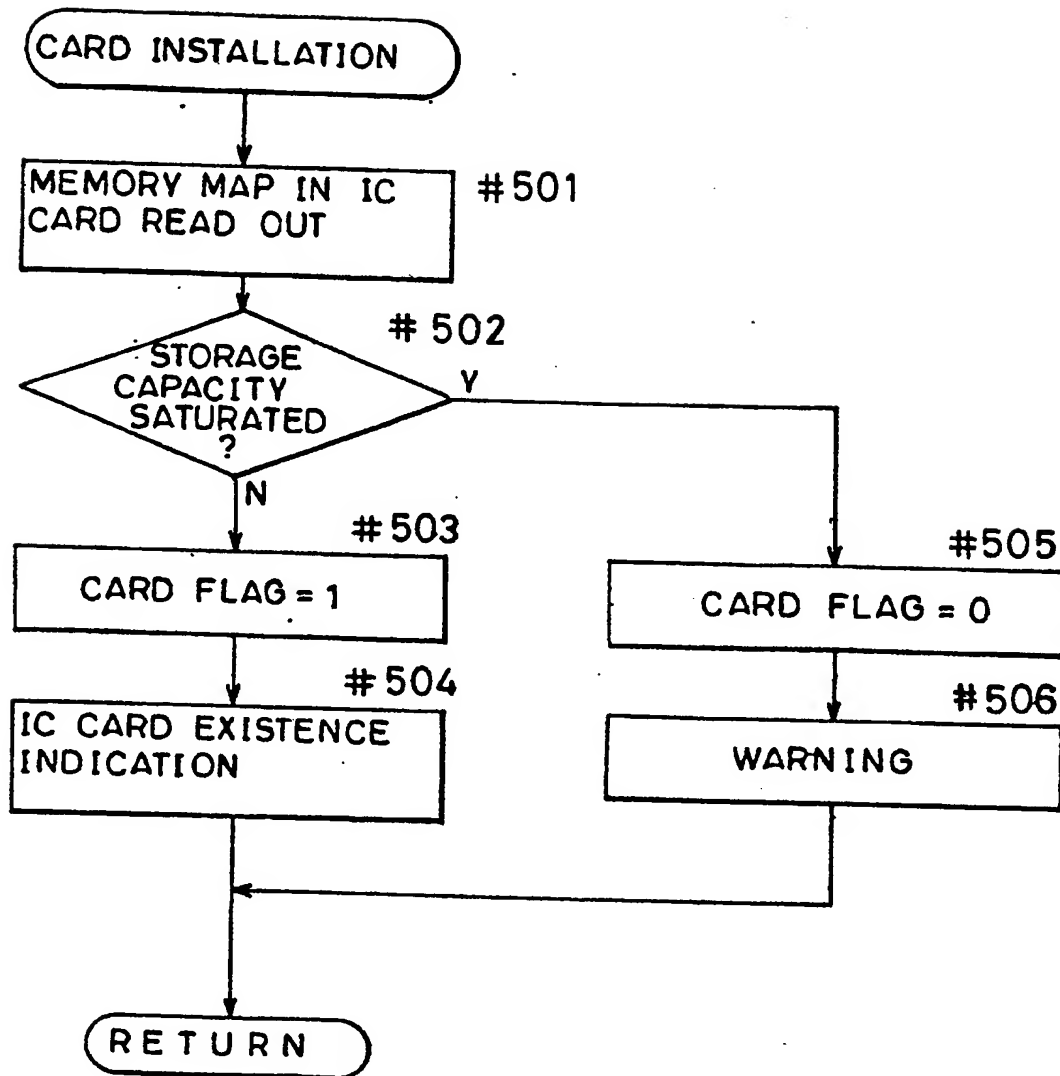 CARD INSTALLATION
MEMORY MAP IN IC
CARD READ OUT
#501
#502
STORAGE
CAPACITY
SATURATED
?
Y
N
#503
CARD FLAG = 1
#504
IC CARD EXISTENCE
INDICATION
#505
CARD FLAG = 0
#506
WARNING
RETURN